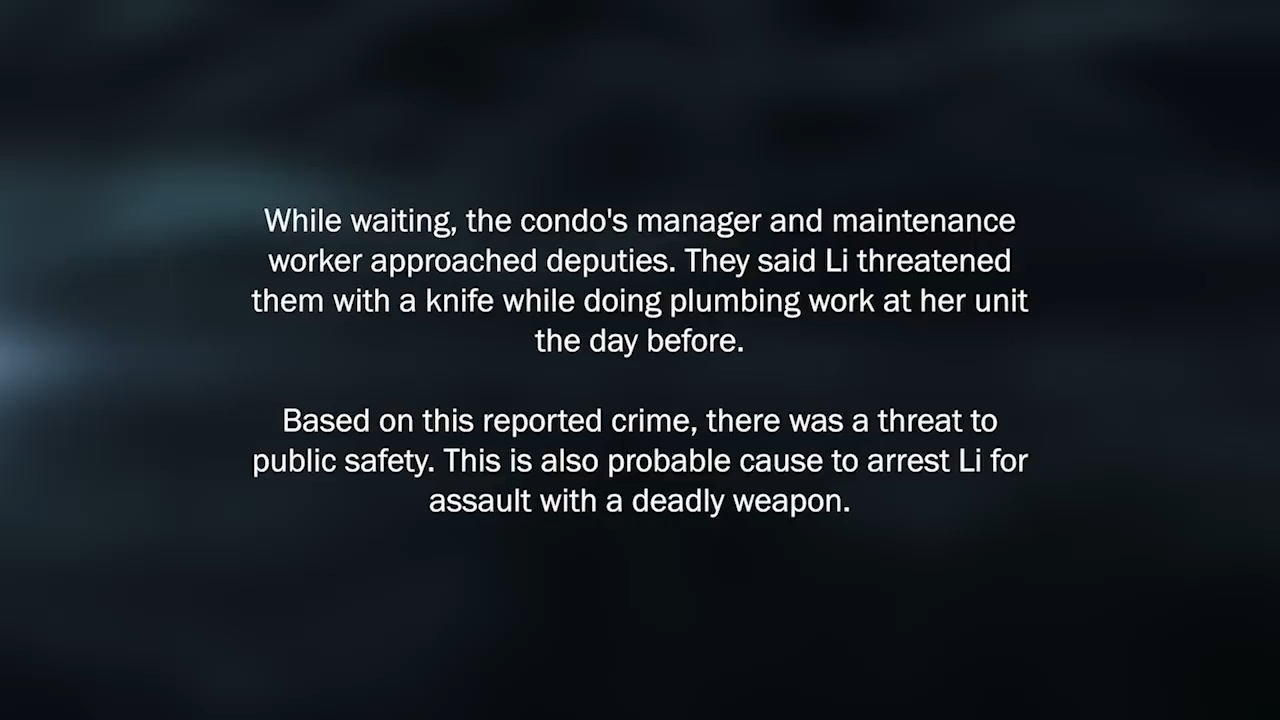 While waiting, the condo's manager and maintenance
worker approached deputies. They said Li threatened
them with a knife while doing plumbing work at her unit
the day before.
Based on this reported crime, there was a threat to
public safety. This is also probable cause to arrest Li for
assault with a deadly weapon.